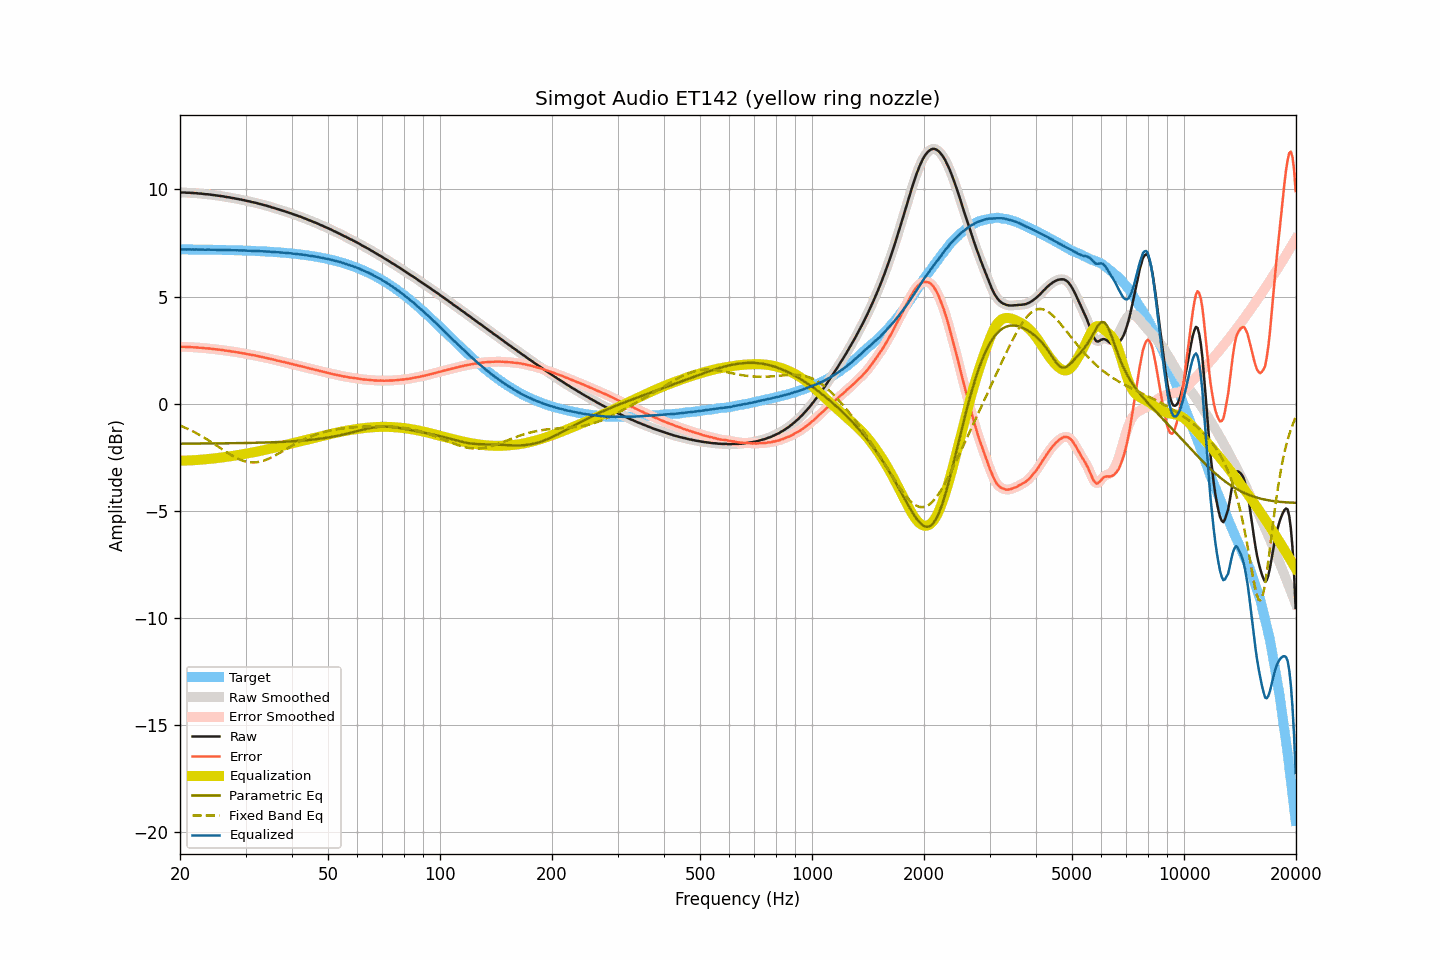 Simgot Audio ET142 (yellow ring nozzle)
Amplitude (dBr)
10
5
0
−5
−10
−15
−20
Target
Raw Smoothed
Error Smoothed
Raw
Error
Equalization
Parametric Eq
Fixed Band Eq
Equalized
20 50 100 200 500 1000 2000 5000 10000 20000
Frequency (Hz)